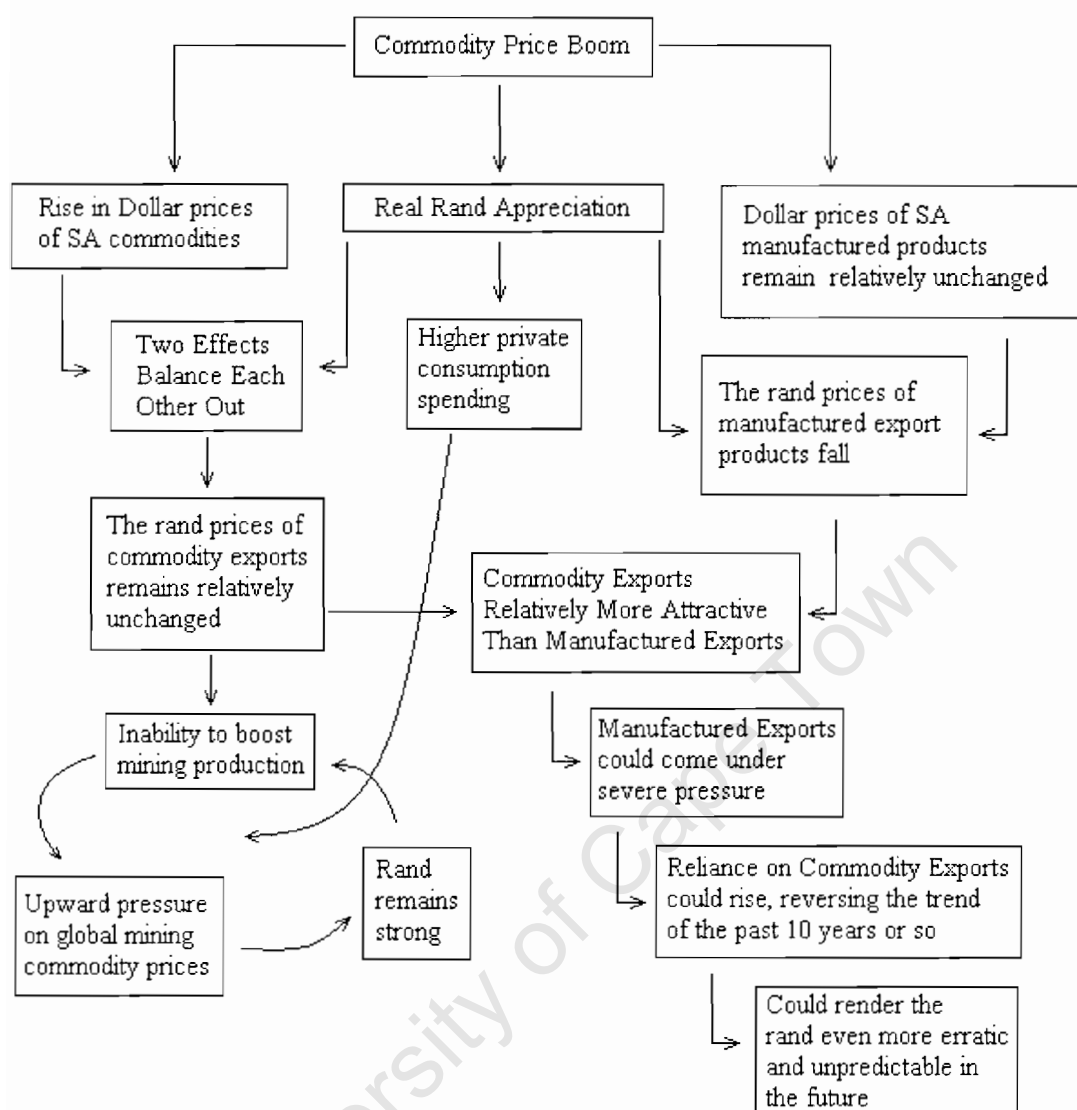 Commodity Price Boom
Rise in Dollar prices
of SA commodities
Real Rand Appreciation
Dollar prices of SA
manufactured products
remain relatively unchanged
Two Effects
Balance Each
Other Out
Higher private
consumption
spending
The rand prices of
manufactured export
products fall
The rand prices of
commodity exports
remains relatively
unchanged
Commodity Exports
Relatively More Attractive
Than Manufactured Exports
Inability to boost
mining production
Manufactured Exports
could come under
severe pressure
Upward pressure
on global mining
commodity prices
Rand
remains
strong
Reliance on Commodity Exports
could rise, reversing the trend
of the past 10 years or so
Could render the
rand even more erratic
and unpredictable in
the future
ersity of Cape Town